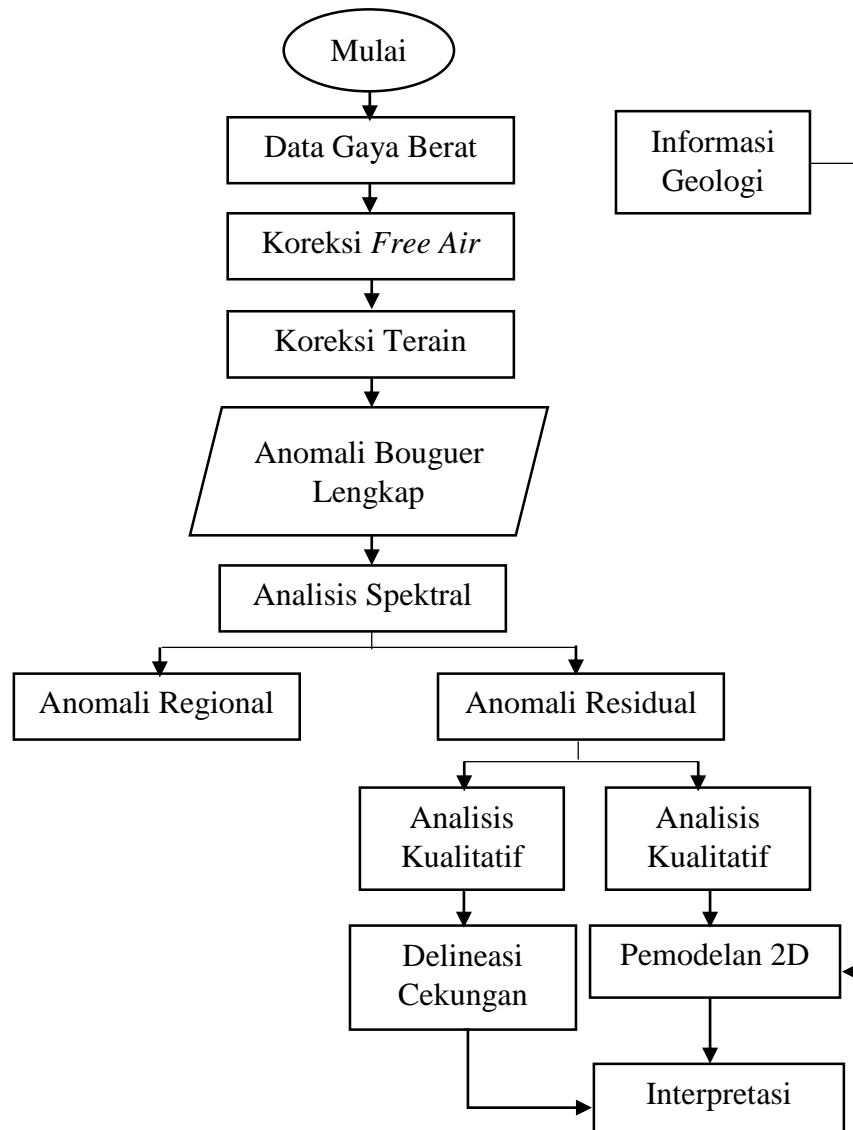 Mulai
Data Gaya Berat
Informasi
Geologi
Koreksi Free Air
Koreksi Terain
Anomali Bouguer
Lengkap
Analisis Spektral
Anomali Regional
Anomali Residual
Analisis
Kualitatif
Analisis
Kualitatif
Delineasi
Cekungan
Pemodelan 2D
Interpretasi